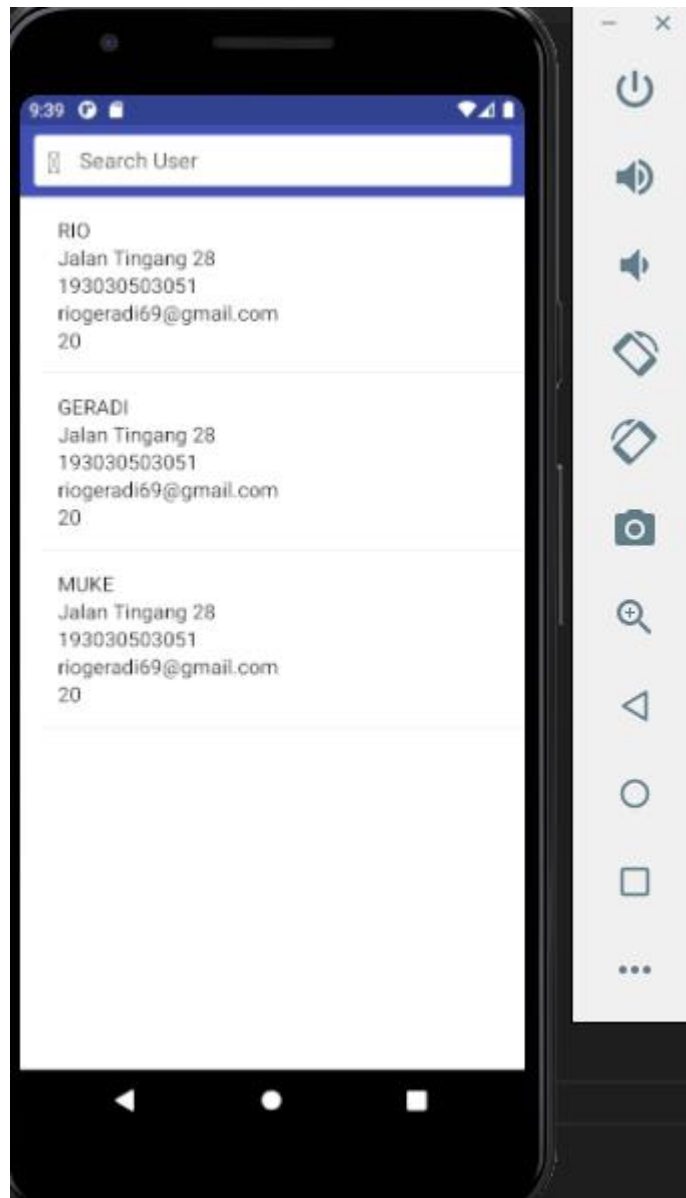 9:39
Search User
RIO
Jalan Tingang 28
193030503051
riogeradi69@gmail.com
20
GERADI
Jalan Tingang 28
193030503051
riogeradi69@gmail.com
20
MUKE
Jalan Tingang 28
193030503051
riogeradi69@gmail.com
20